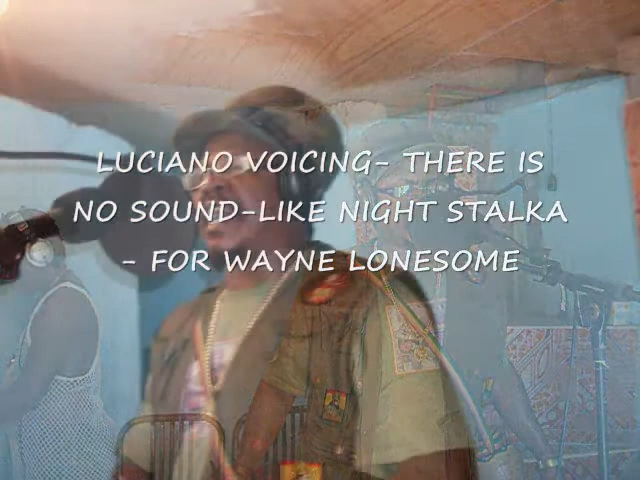 LUCIANO VOICING- THERE IS
NO SOUND-LIKE NIGHT STALKA
- FOR WAYNE LONESOME